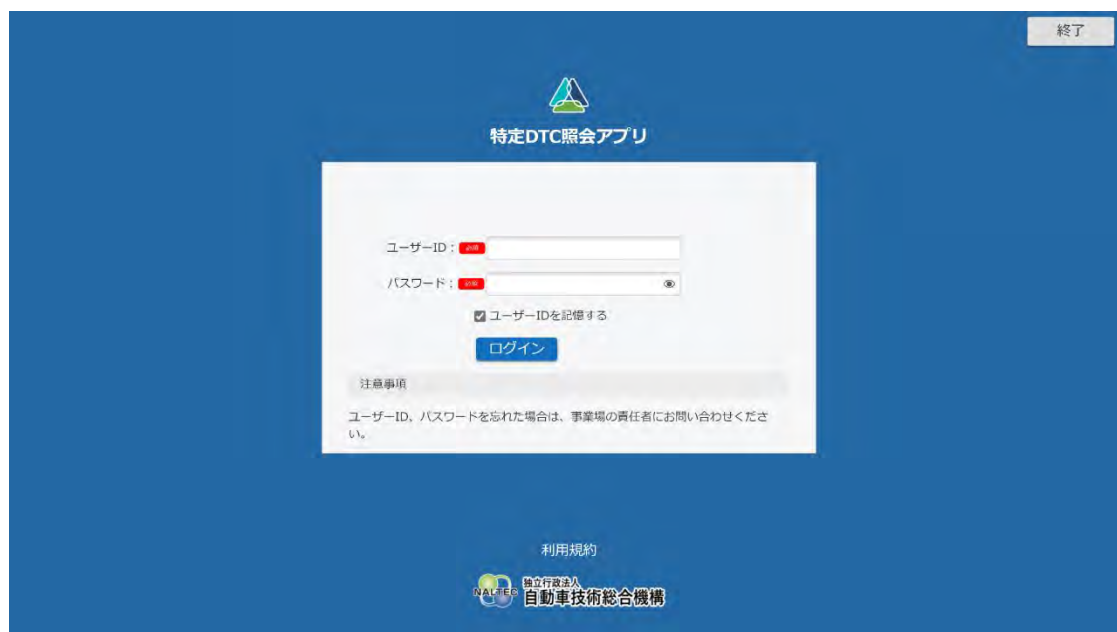 終了
特定DTC照会アプリ
ユーザーID：必須
パスワード：必須
ユーザーIDを記憶する
ログイン
注意事項
ユーザーID、パスワードを忘れた場合は、事業場の責任者にお問い合わせくださ
い。
利用規約
NALTEC 独立行政法人
自動車技術総合機構